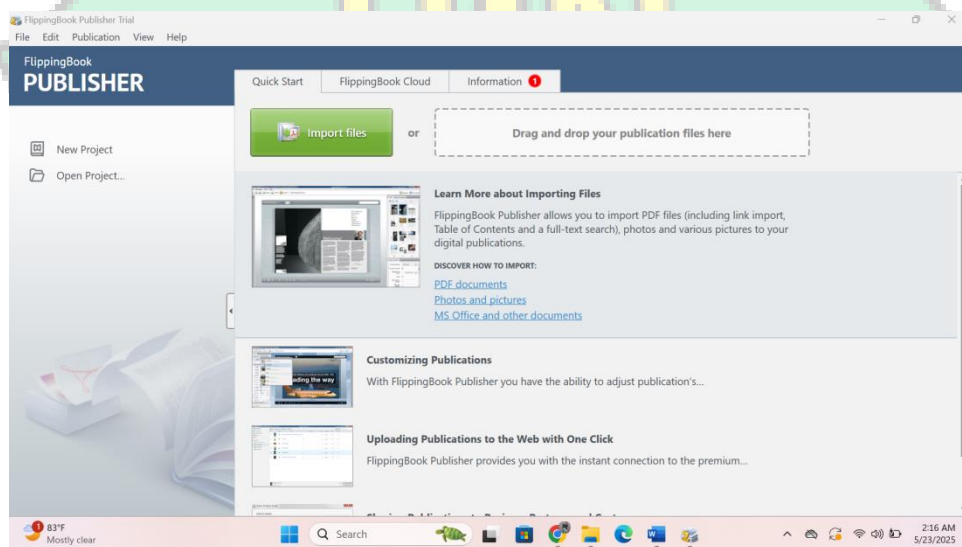 FlippingBook Publisher Trial
File Edit Publication View Help
FlippingBook
PUBLISHER
Quick Start FlippingBook Cloud Information 1
Import files or Drag and drop your publication files here
New Project
Open Project...
Learn More about Importing Files
FlippingBook Publisher allows you to import PDF files (including link import,
Table of Contents and a full-text search), photos and various pictures to your
digital publications.
DISCOVER HOW TO IMPORT:
PDF documents
Photos and pictures
MS Office and other documents
Customizing Publications
With FlippingBook Publisher you have the ability to adjust publication's...
ading the way
Uploading Publications to the Web with One Click
FlippingBook Publisher provides you with the instant connection to the premium...
1 83°F
Mostly clear
Search
2:16 AM
5/23/2025